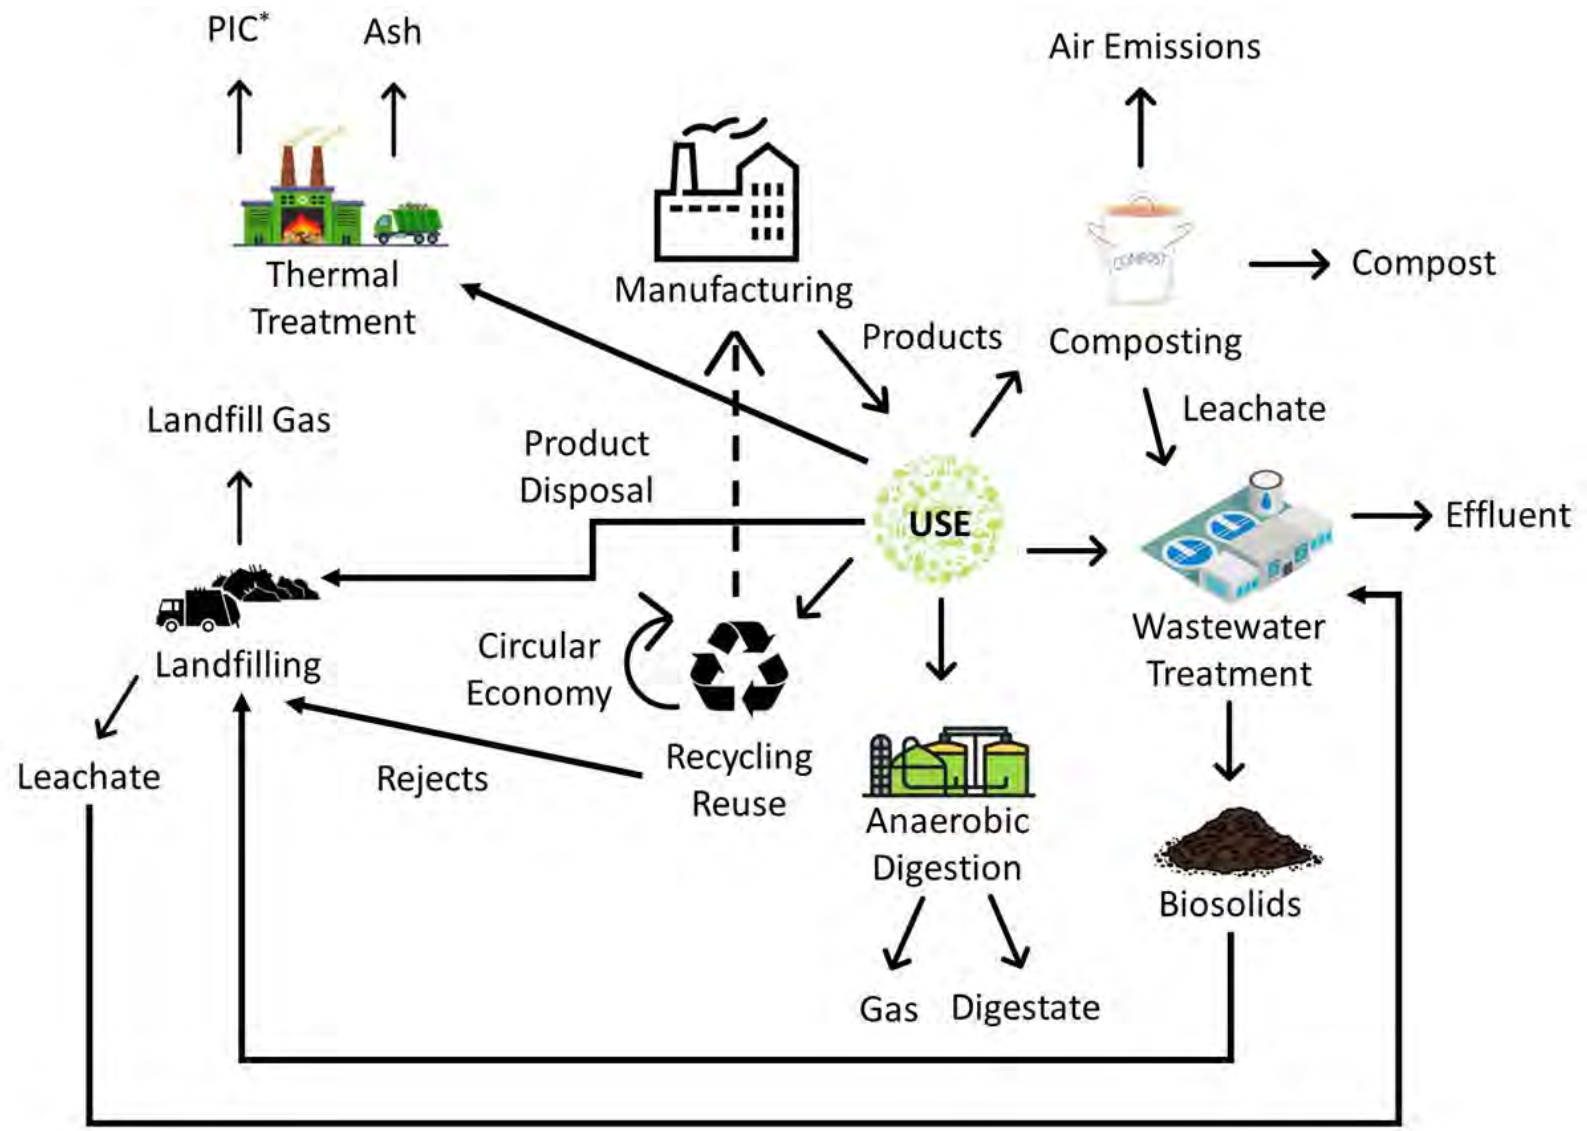 PIC*
Ash
Air Emissions
COMPOST
Compost
Thermal
Treatment
Manufacturing
Products
Composting
Landfill Gas
Leachate
Product
Disposal
USE
Effluent
Circular
Economy
Landfilling
Wastewater
Treatment
Leachate
Rejects
Recycling
Reuse
Anaerobic
Digestion
Biosolids
Gas
Digestate